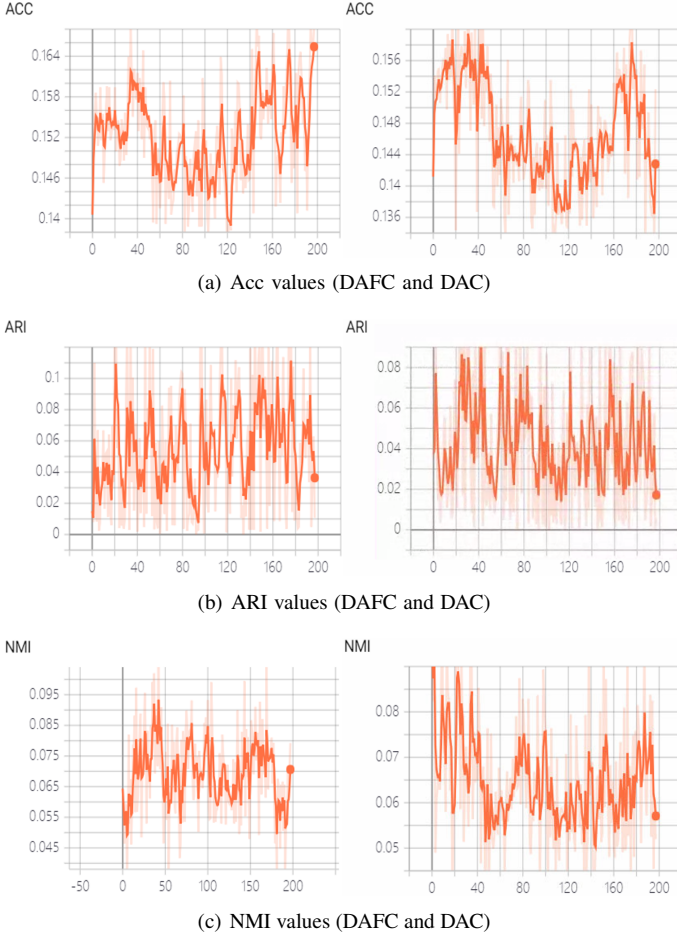 ACC
ACC
0.164
0.158
0.152
0.146
0.14
0 40 80 120 160 200
0.156
0.152
0.148
0.144
0.14
0.136
0 40 80 120 160 200
(a) Acc values (DAFC and DAC)
ARI
ARI
0.1
0.08
0.06
0.04
0.02
0
0 40 80 120 160 200
0.08
0.06
0.04
0.02
0
0 40 80 120 160 200
(b) ARI values (DAFC and DAC)
NMI
NMI
0.095
0.085
0.075
0.065
0.055
0.045
-50 0 50 100 150 200
0.08
0.07
0.06
0.05
0 40 80 120 160 200
(c) NMI values (DAFC and DAC)